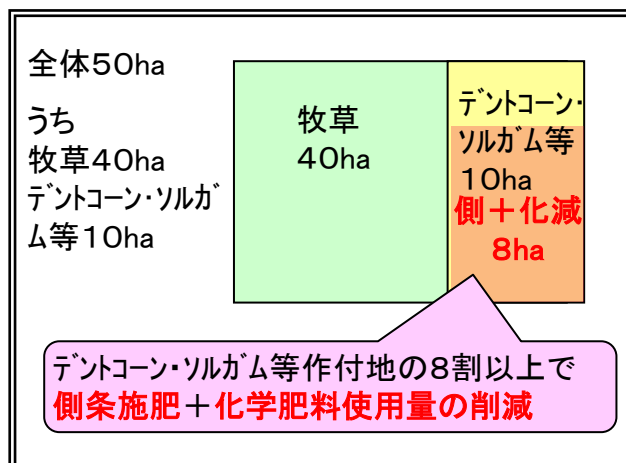 全体５０ha
うち
牧草４０ha
デントコーン・ソルガ
ム等１０ha
牧草
４０ha
デントコーン・
ソルガム等
１０ha
側＋化減
８ha
デントコーン・ソルガム等作付地の８割以上で
側条施肥＋化学肥料使用量の削減